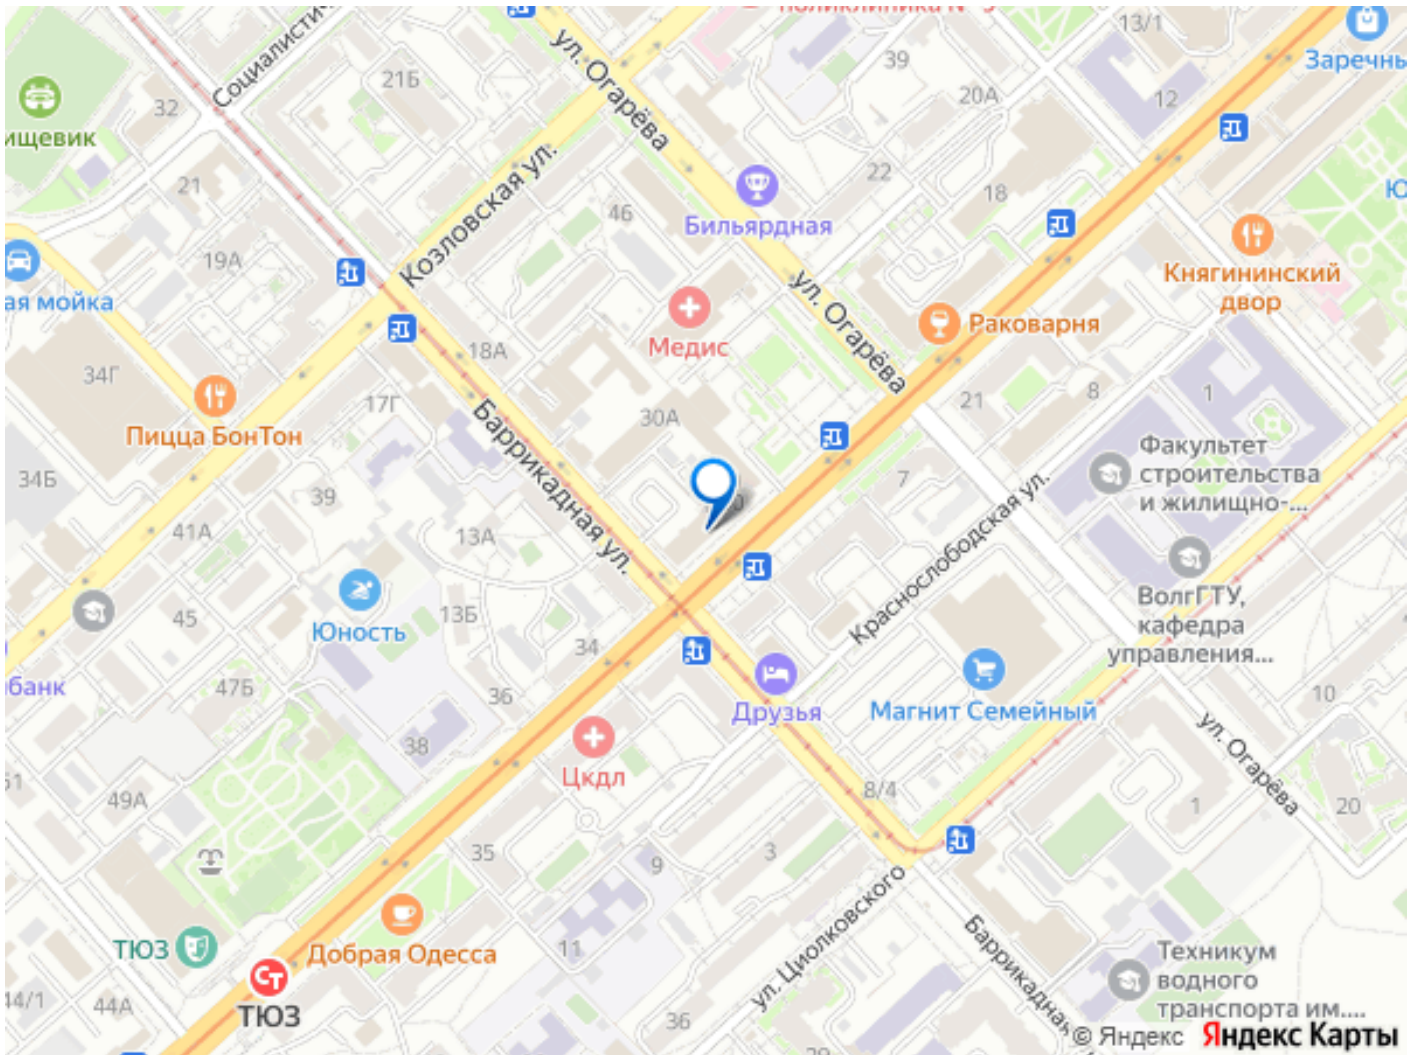 Социалисти
ул. Огарёва
13/1
Заречны
39
21Б
20А
12
32
ищевик
Козловская ул.
22
21
18
Ю
46
Бильярдная
19А
Княгининский
двор
ая мойка
ул. Огарёва
Медис
Раковарня
18А
34Г
17Г
8
1
21
30А
Пицца БонТон
Баррикадная ул.
Факультет
строительства
и жилищно-...
34Б
7
39
Краснослободская ул.
41А
13А
ВолгГТУ,
кафедра
управления...
45
13Б
Юность
34
банк
47Б
36
Друзья
Магнит Семейный
10
ул. Огарёва
38
Цкдл
51
49А
8/4
1
20
35
9
3
ул. Циолковского
Баррикадная
ТЮЗ
Добрая Одесса
11
Техникум
водного
транспорта им....
44/1
44А
ТЮЗ
36
© Яндекс Яндекс Карты